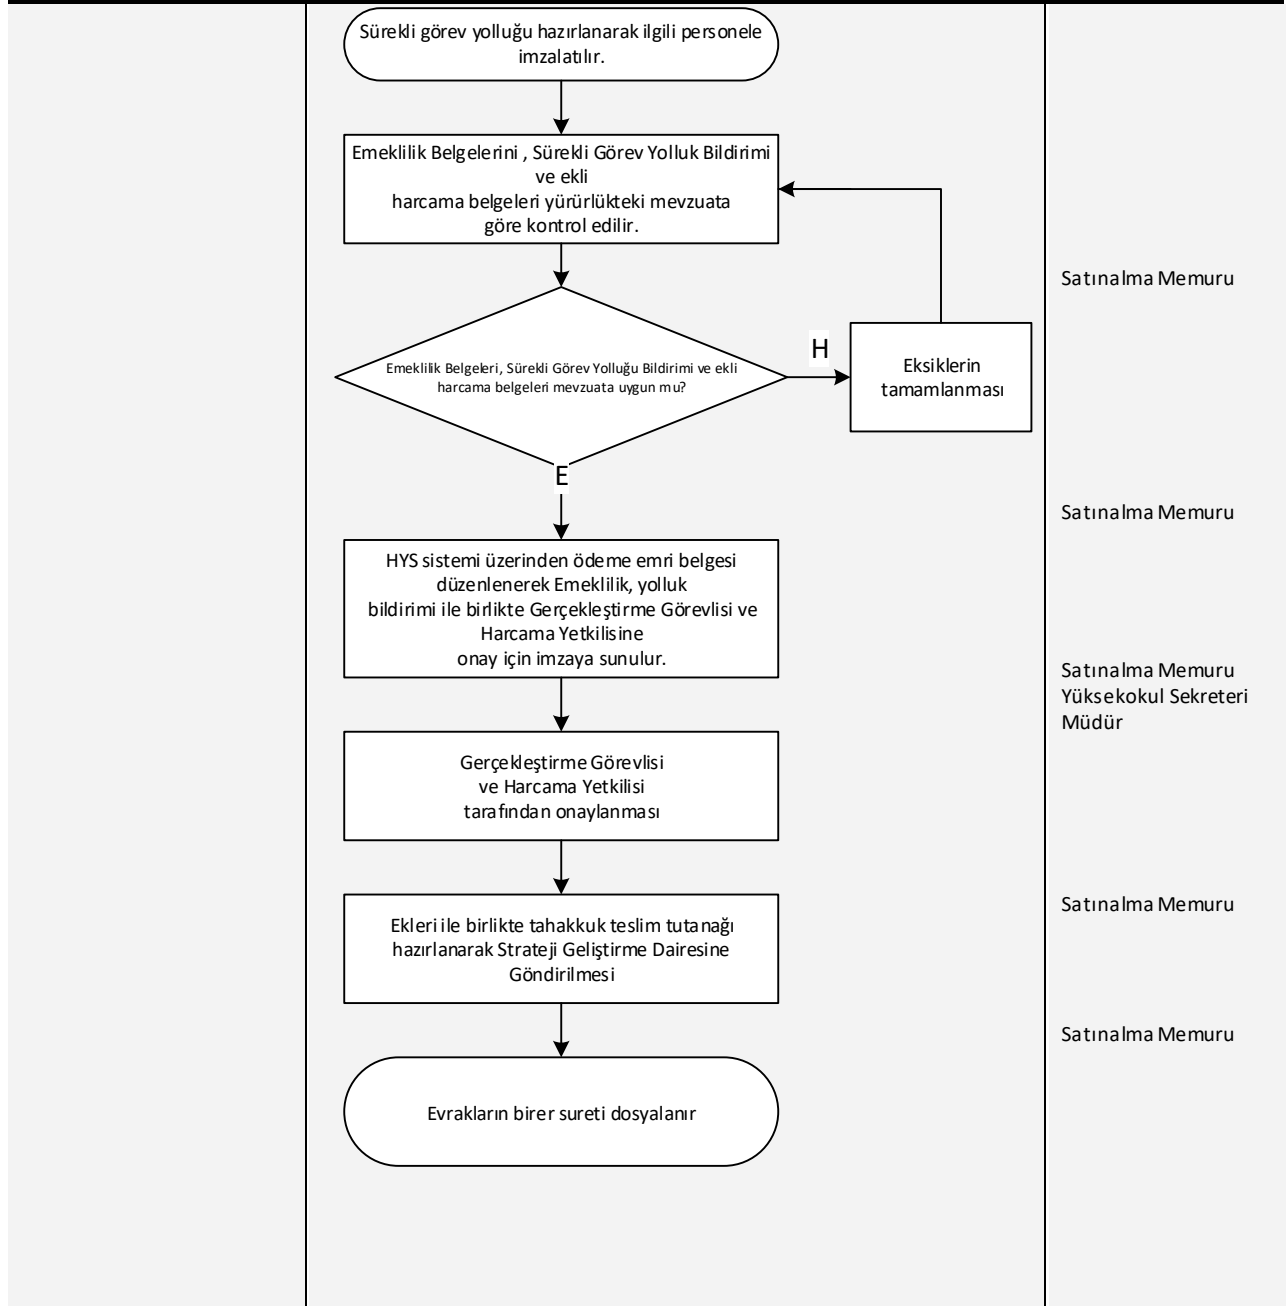 Sürekli görev yolluğu hazırlanarak ilgili personele
imzalatılır.
Emeklilik Belgelerini , Sürekli Görev Yolluk Bildirimi
ve ekli
harcama belgeleri yürürlükteki mevzuata
göre kontrol edilir.
Satınalma Memuru
Emeklilik Belgeleri, Sürekli Görev Yolluğu Bildirimi ve ekli
harcama belgeleri mevzuata uygun mu?
H
Eksiklerin
tamamlanması
E
Satınalma Memuru
HYS sistemi üzerinden ödeme emri belgesi
düzenlenerek Emeklilik, yolluk
bildirimi ile birlikte Gerçekleştirme Görevlisi ve
Harcama Yetkilisine
onay için imzaya sunulur.
Satınalma Memuru
Yüksekokul Sekreteri
Müdür
Gerçekleştirme Görevlisi
ve Harcama Yetkilisi
tarafından onaylanması
Satınalma Memuru
Ekleri ile birlikte tahakkuk teslim tutanağı
hazırlanarak Strateji Geliştirme Dairesine
Göndirilmesi
Satınalma Memuru
Evrakların birer sureti dosyalanır